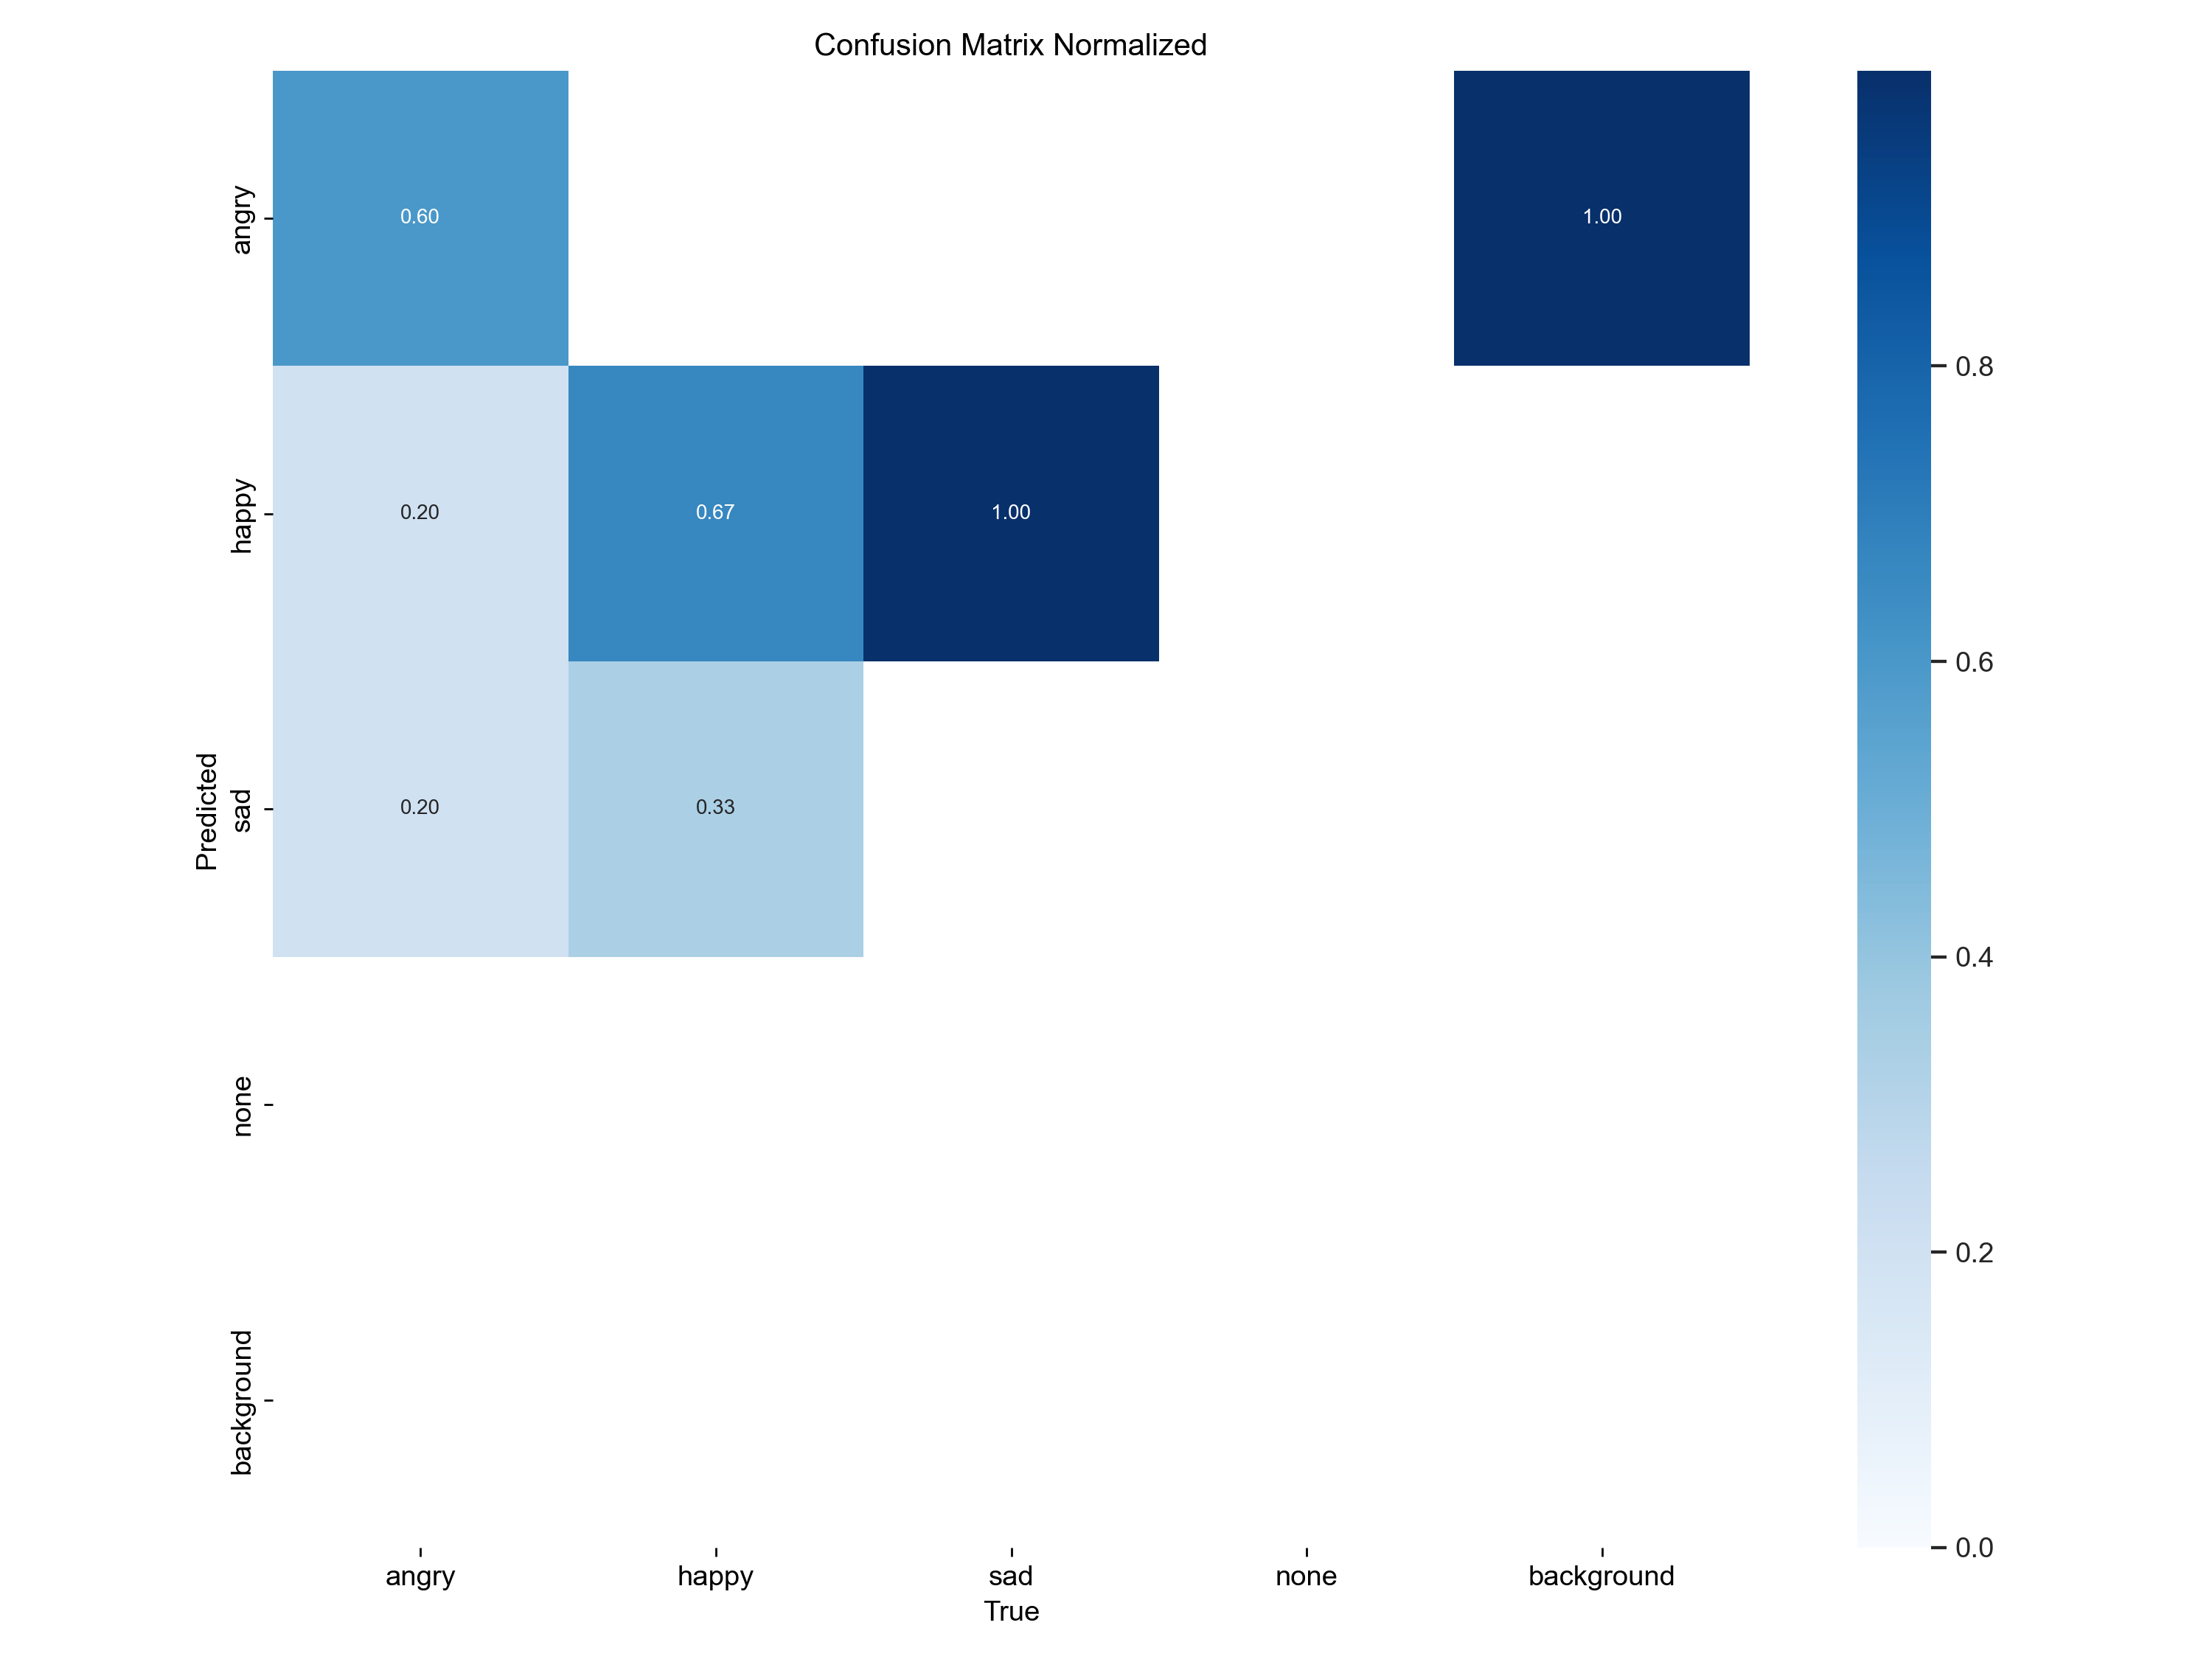 Confusion Matrix Normalized
angry
0.60
1.00
happy
0.20
0.67
1.00
sad
0.20
0.33
none
background
Predicted
angry
happy
sad
none
background
True
0.8
0.6
0.4
0.2
0.0